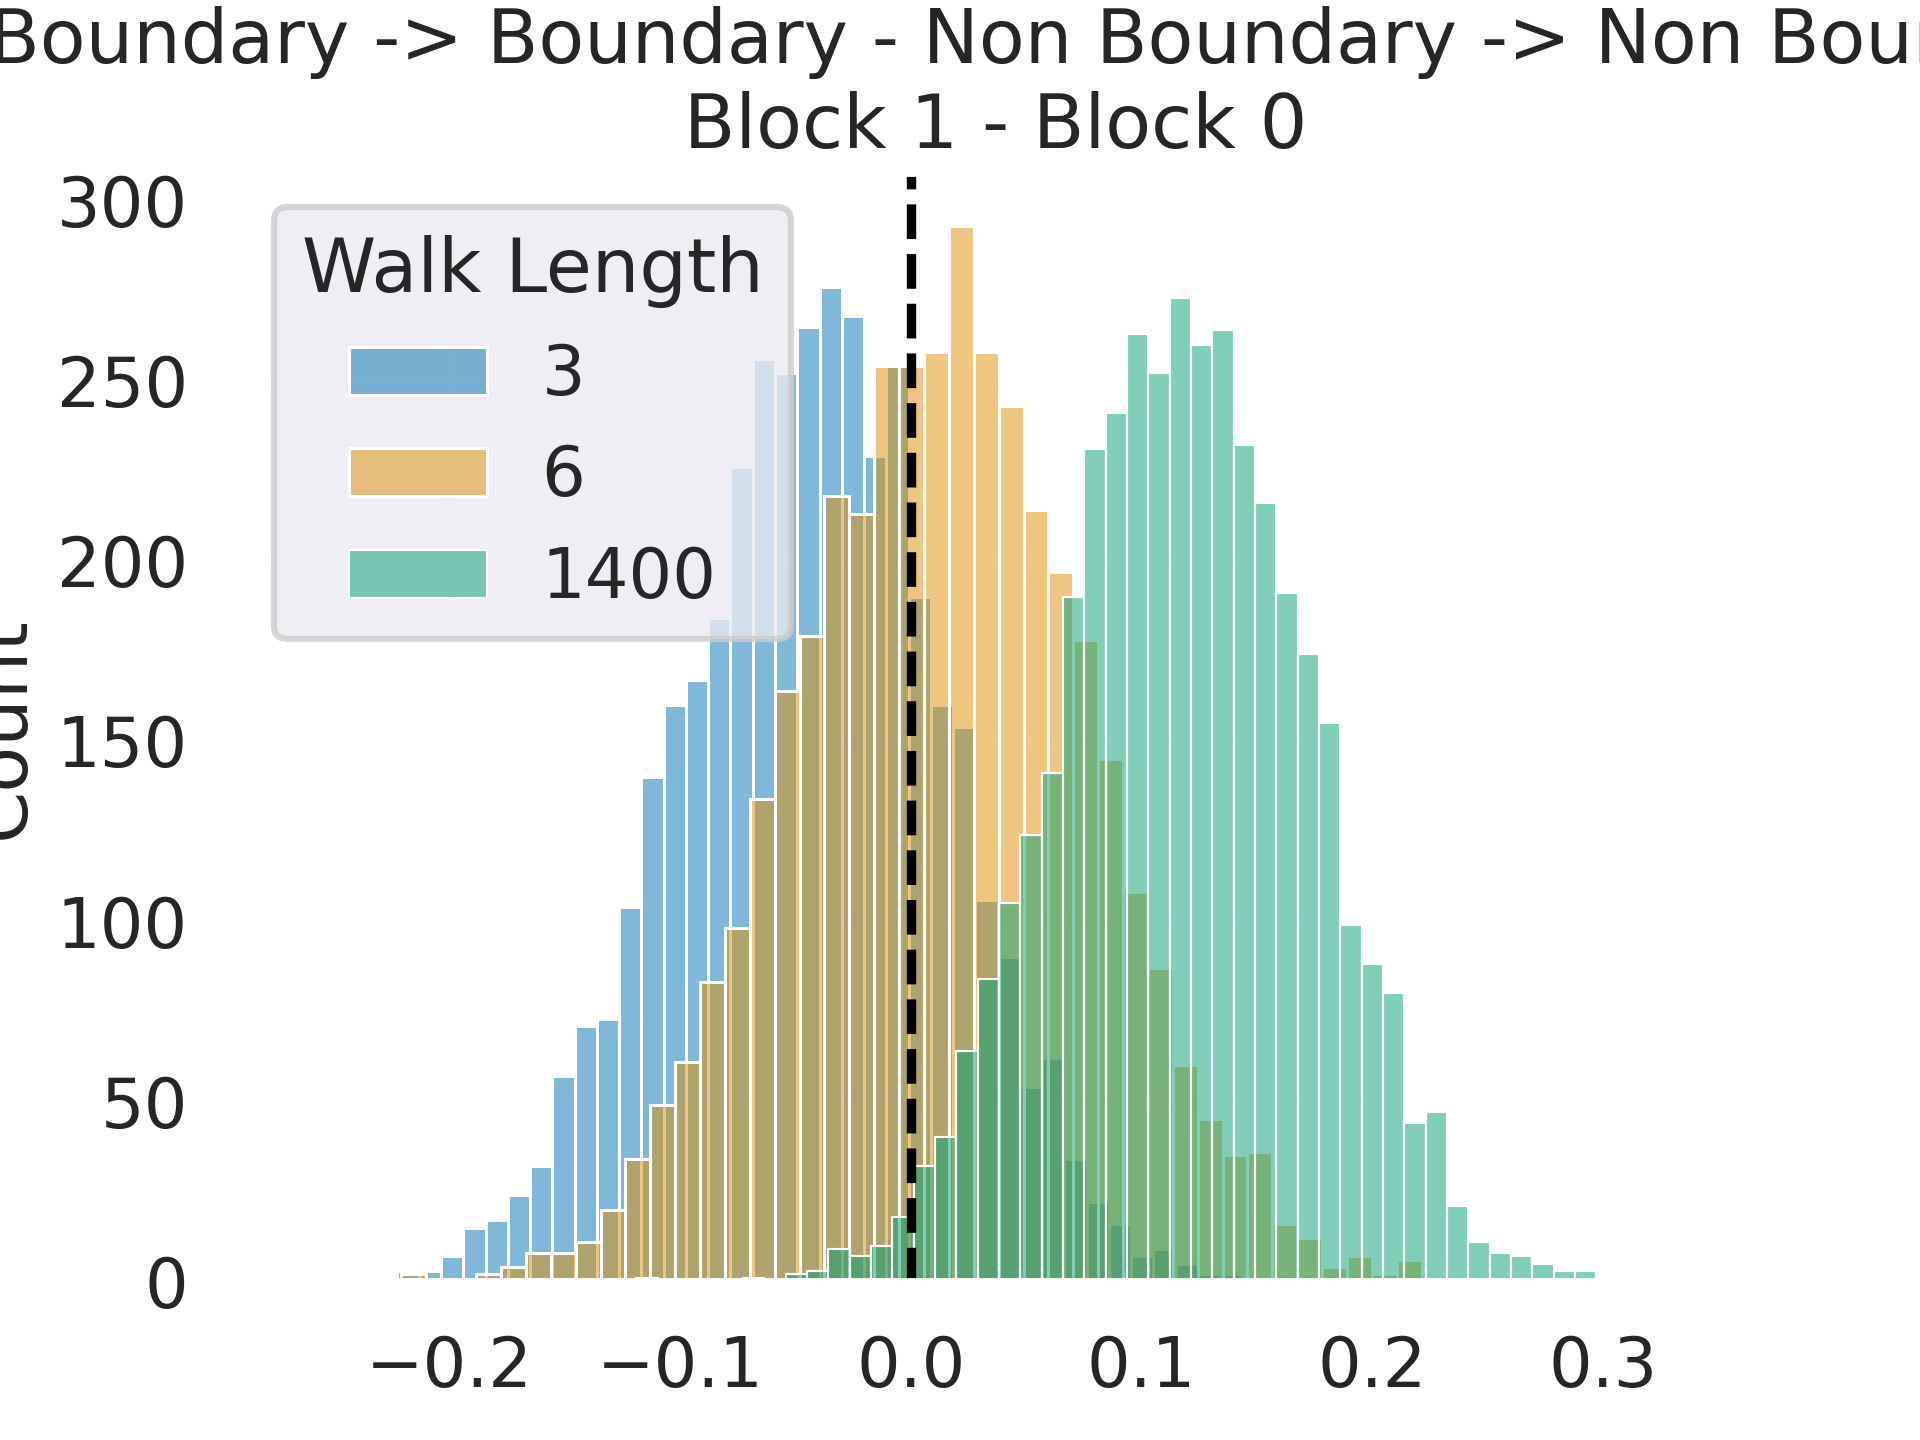 Boundary -> Boundary - Non Boundary -> Non
Block 1 - Block 0
300
250
200
150
100
50
0
Count
Walk Length
3
6
1400
−0.2 −0.1 0.0 0.1 0.2 0.3